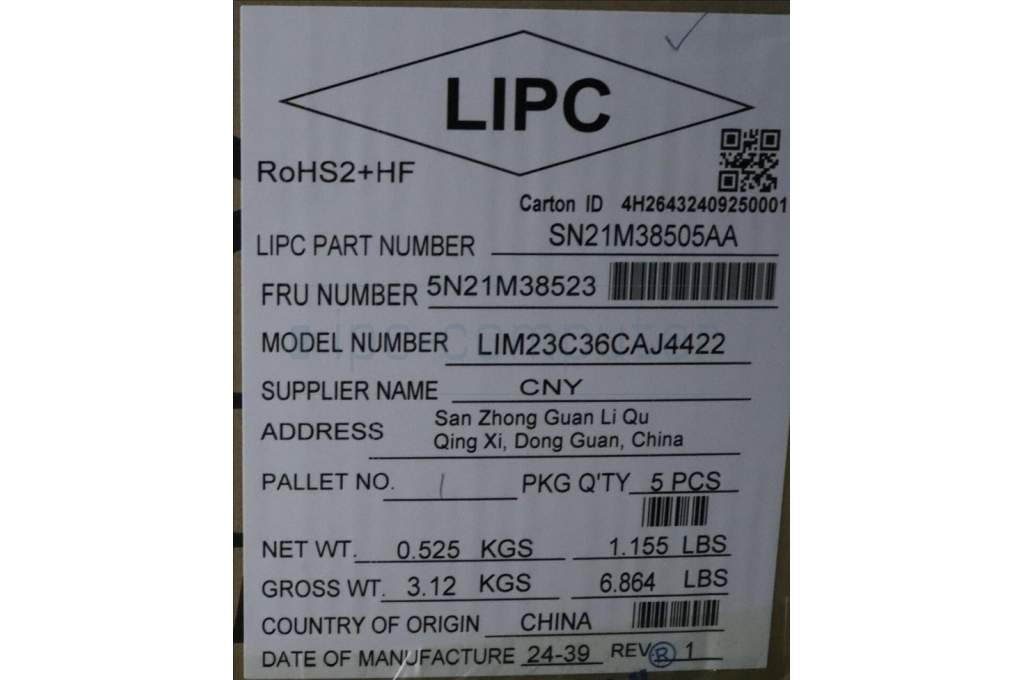 LIPC
RoHS2+HF
Carton ID 4H26432409250001
LIPC PART NUMBER SN21M38505AA
FRU NUMBER 5N21M38523
MODEL NUMBER LIM23C36CAJ4422
SUPPLIER NAME CNY
ADDRESS San Zhong Guan Li Qu
Qing Xi, Dong Guan, China
PALLET NO. 1 PKG Q'TY 5 PCS
NET WT. 0.525 KGS 1.155 LBS
GROSS WT. 3.12 KGS 6.864 LBS
COUNTRY OF ORIGIN CHINA
DATE OF MANUFACTURE 24-39 REV R 1